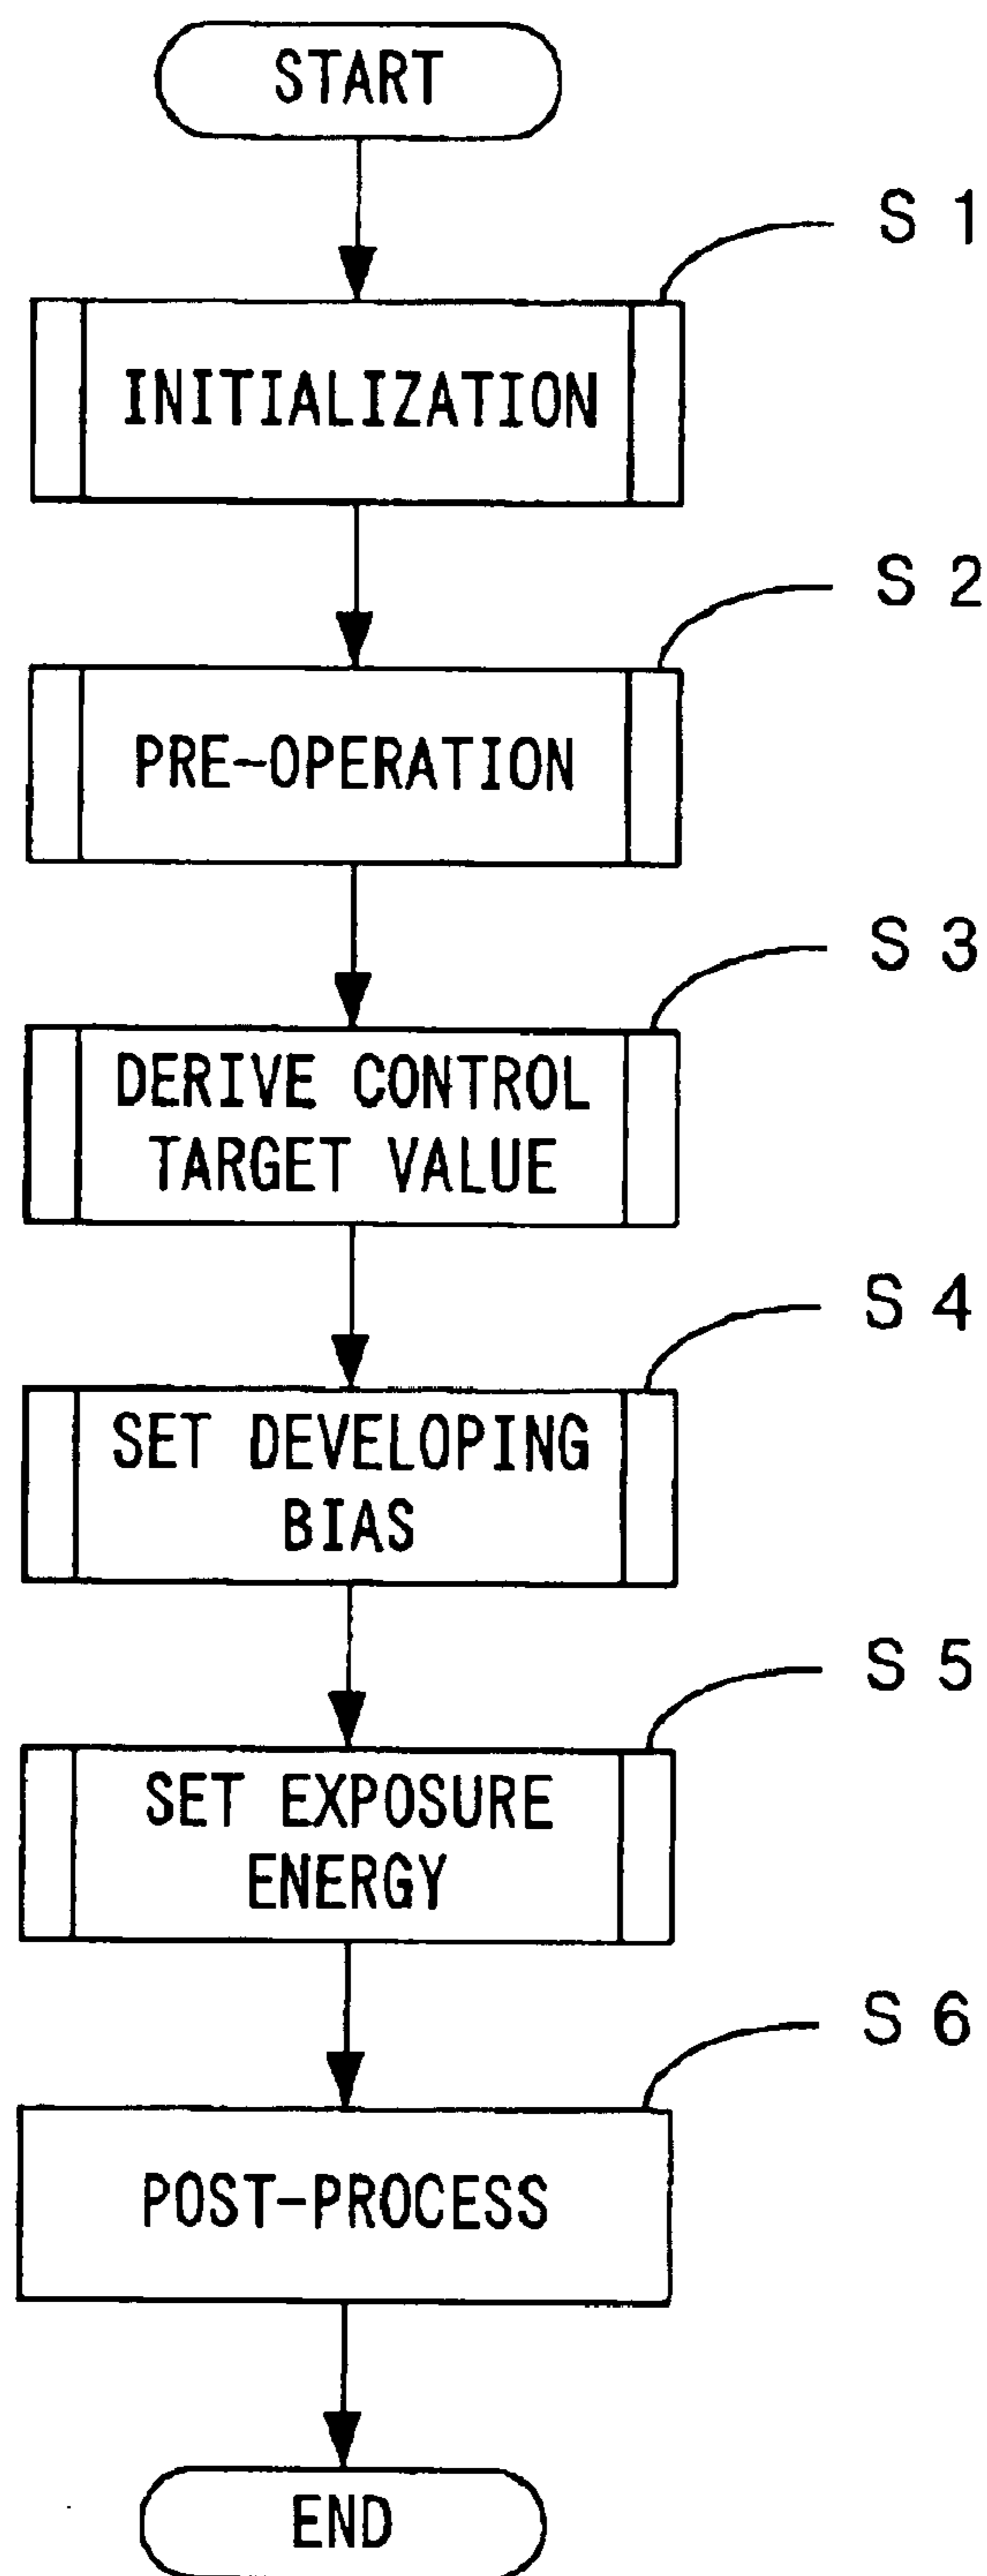 START
S 1
INITIALIZATION
S 2
PRE-OPERATION
S 3
DERIVE CONTROL
TARGET VALUE
S 4
SET DEVELOPING
BIAS
S 5
SET EXPOSURE
ENERGY
S 6
POST-PROCESS
END